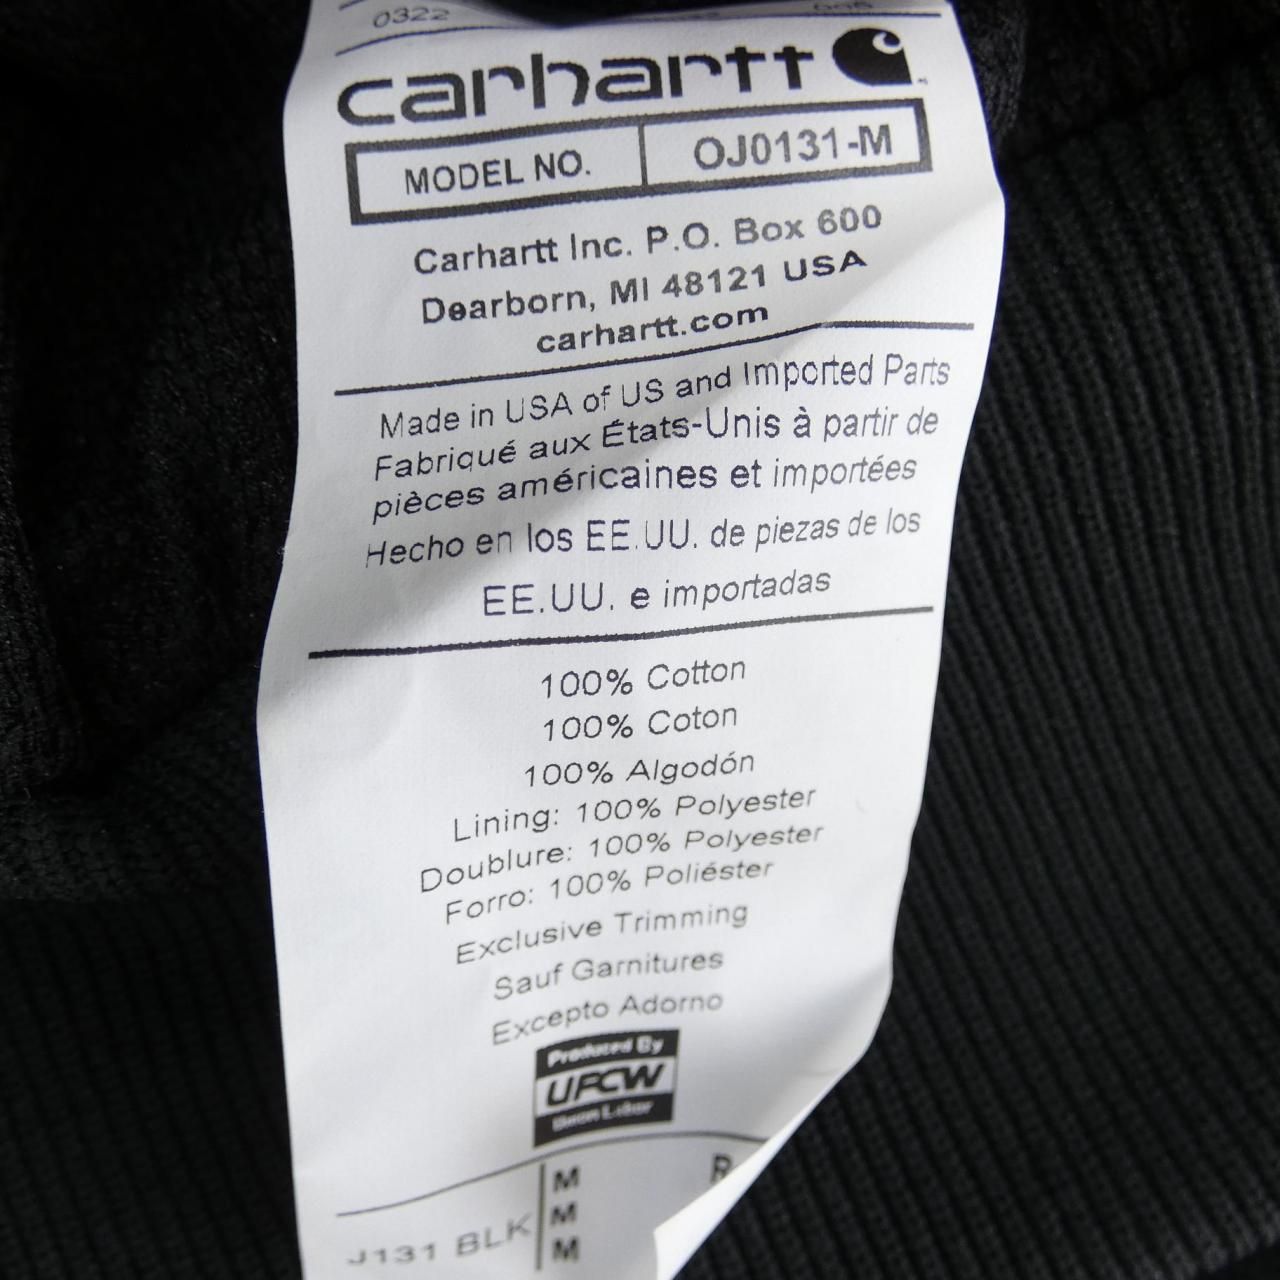 0322
carhartt
MODEL NO. OJ0131-M
Carhartt Inc. P.O. Box 600
Dearborn, MI 48121 USA
carhartt.com
Made in USA of US and Imported Parts
Fabriqué aux États-Unis à partir de
pièces américaines et importées
Hecho en los EE.UU. de piezas de los
EE.UU. e importadas
100% Cotton
100% Coton
100% Algodón
Lining: 100% Polyester
Doublure: 100% Polyester
Forro: 100% Poliéster
Exclusive Trimming
Sauf Garnitures
Excepto Adorno
Produced By
UFCW
Union Labor
M R
M
J131 BLK M